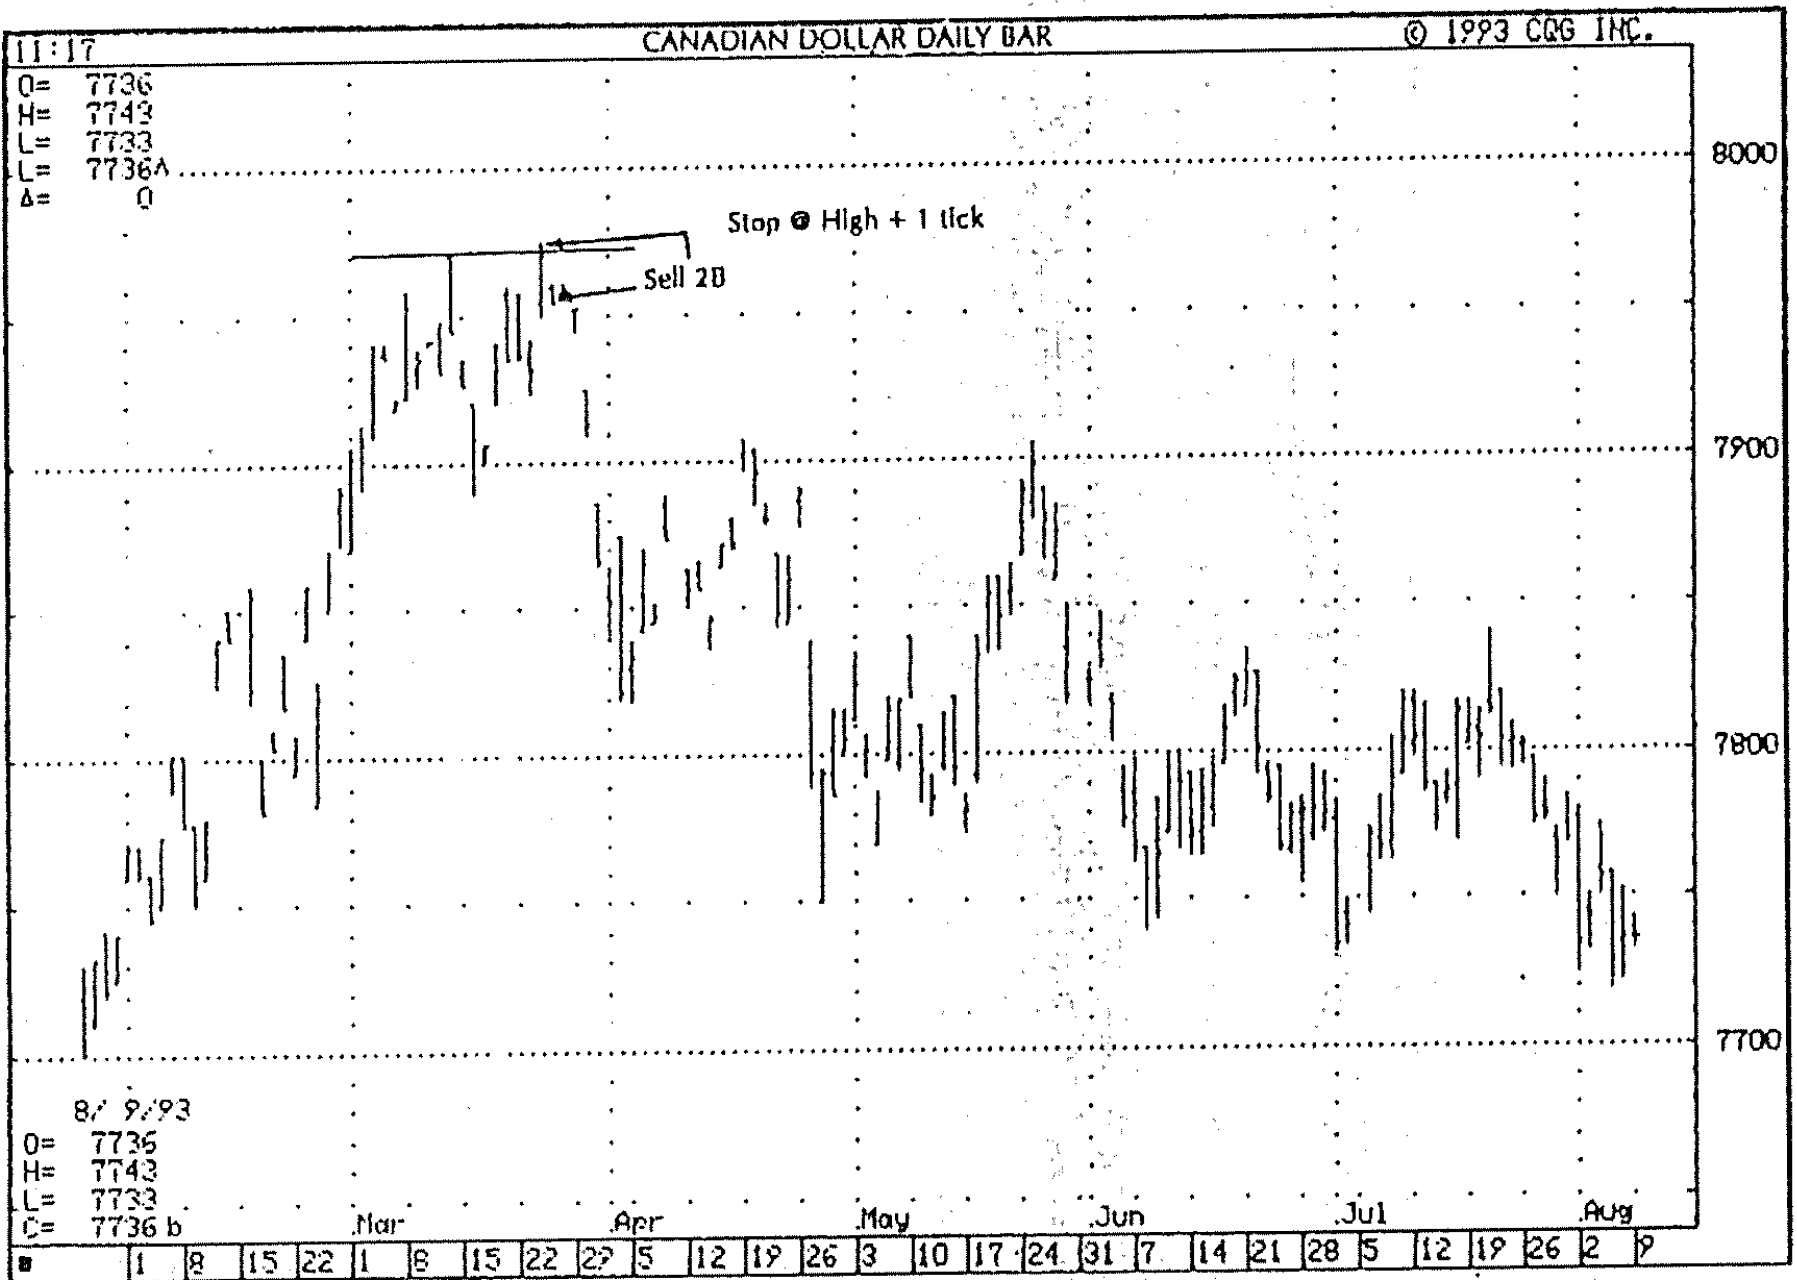 CANADIAN DOLLAR DAILY BAR
© 1993 CQG INC.
11:17
O= 7736
H= 7743
L= 7733
L= 7736A
Δ= 0
8000
Stop @ High + 1 tick
Sell 2B
7900
7800
7700
8/ 9/93
O= 7736
H= 7743
L= 7733
C= 7736 b
Mar Apr May Jun Jul Aug
1 8 15 22 1 8 15 22 29 5 12 19 26 3 10 17 24 31 7 14 21 28 5 12 19 26 2 9